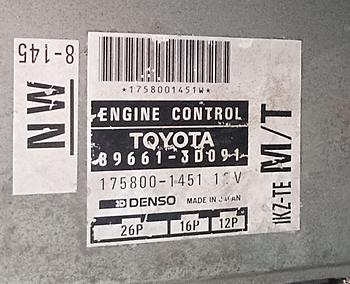 8-145
NW
*1758001451W*
ENGINE CONTROL
TOYOTA
89661-3D091
175800-1451 12V
DENSO MADE IN JAPAN
26P 16P 12P
M/T
1KZ-TE